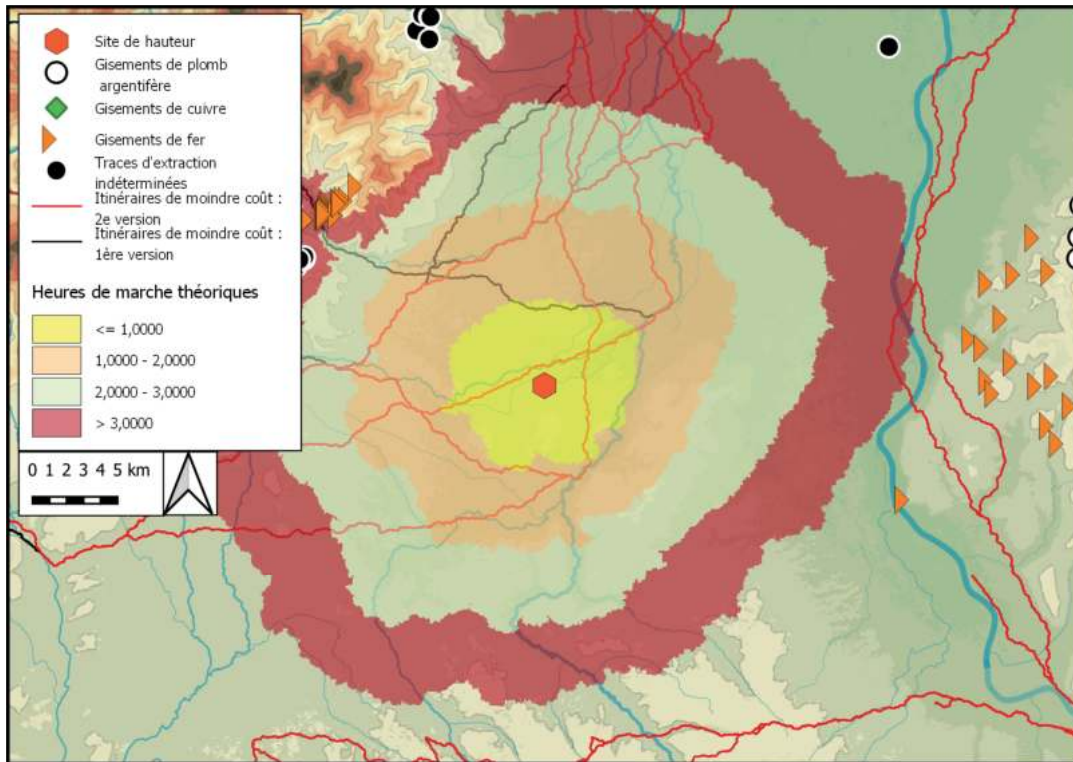 Site de hauteur
Gisements de plomb
argentifère
Gisements de cuivre
Gisements de fer
Traces d'extraction
indéterminées
Itinéraires de moindre coût :
2e version
Itinéraires de moindre coût :
1ère version
Heures de marche théoriques
<= 1,0000
1,0000 - 2,0000
2,0000 - 3,0000
> 3,0000
0 1 2 3 4 5 km